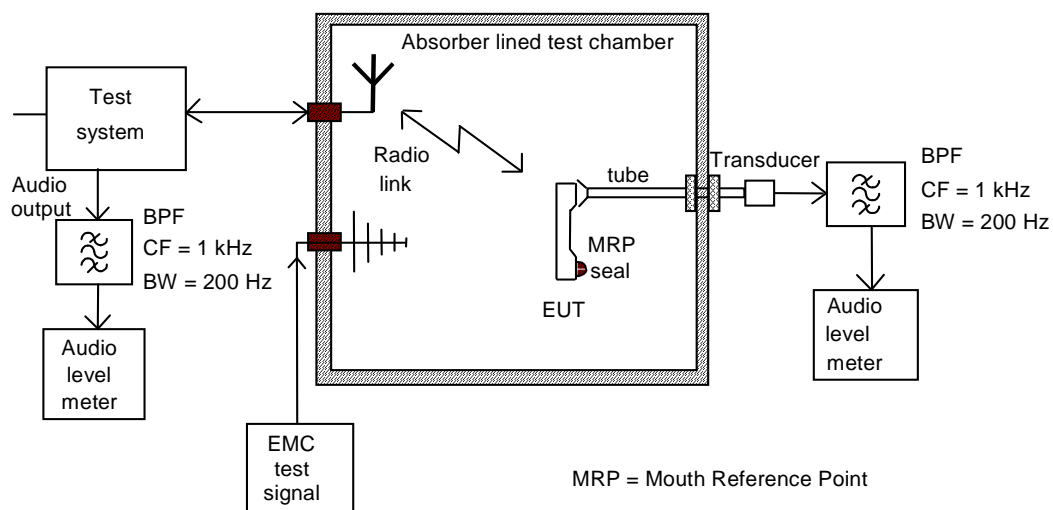 Absorber lined test chamber
Test
system
Radio
link
Audio
output
BPF
CF = 1 kHz
BW = 200 Hz
Audio
level
meter
EMC
test
signal
tube
MRP
seal
EUT
Transducer
BPF
CF = 1 kHz
BW = 200 Hz
Audio
level
meter
MRP = Mouth Reference Point